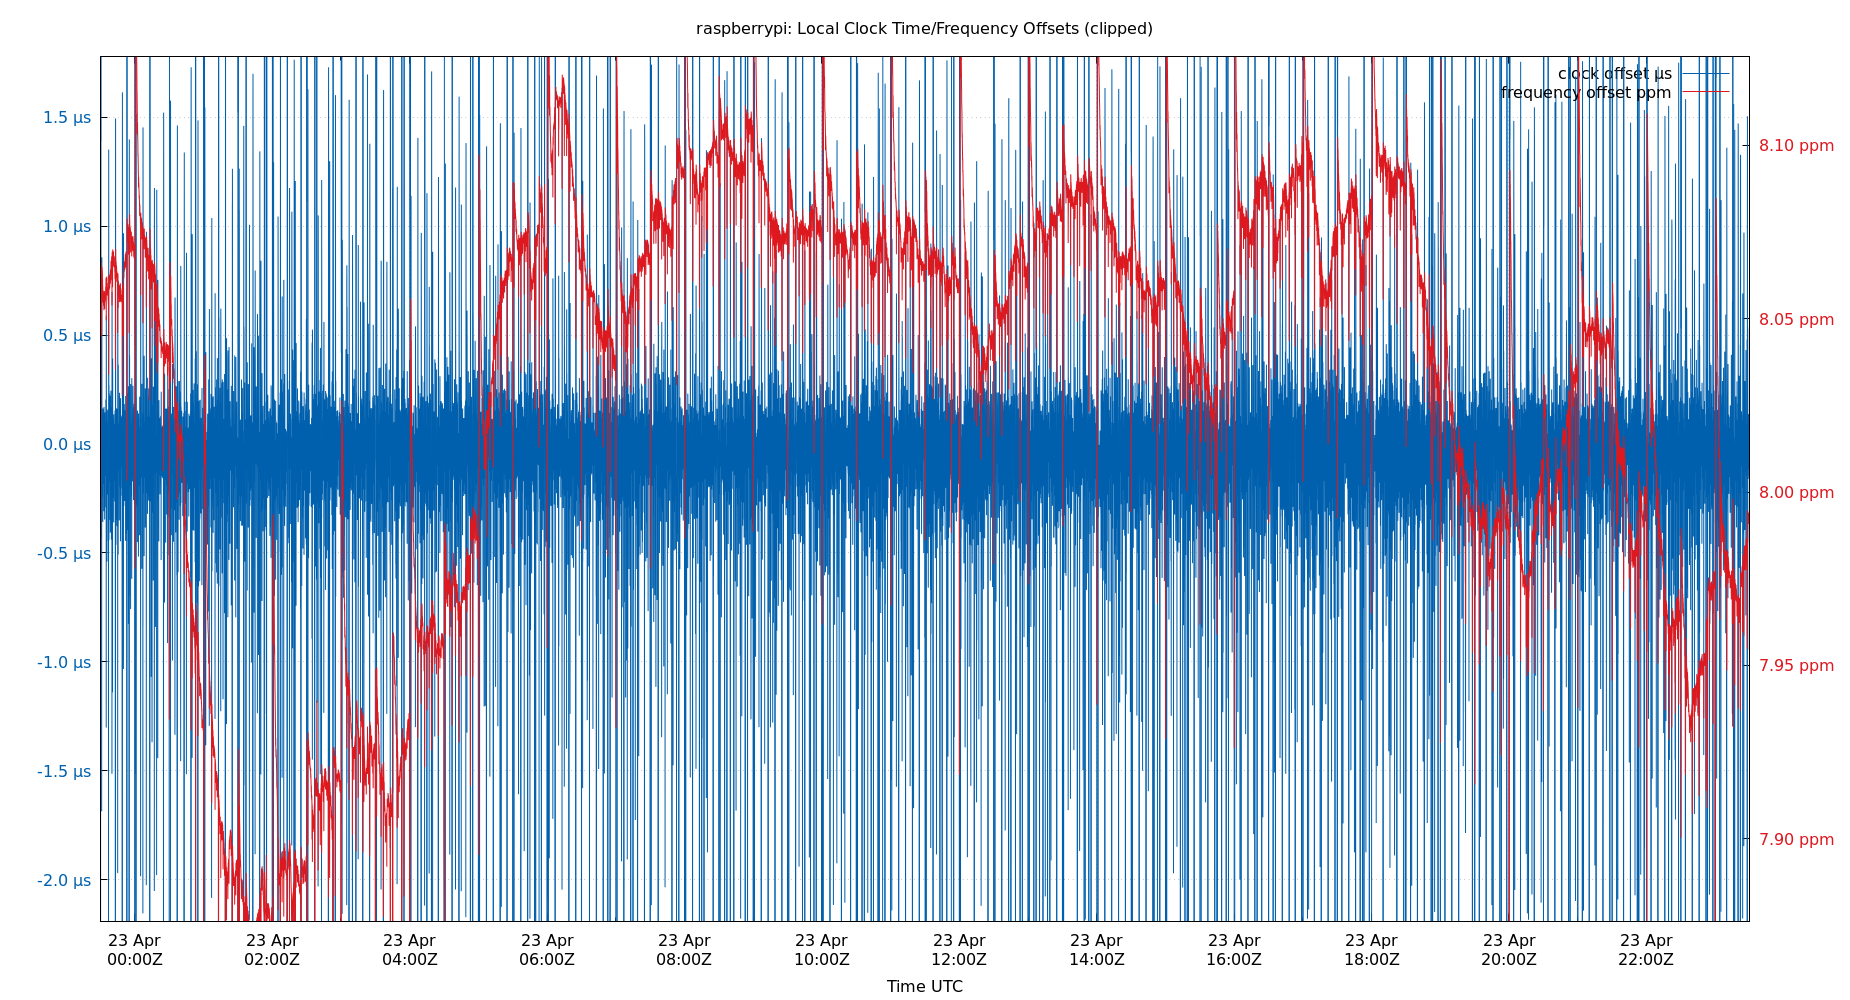 raspberrypi: Local Clock Time/Frequency Offsets (clipped)
clock offset µs
frequency offset ppm
1.5 µs
1.0 µs
0.5 µs
0.0 µs
-0.5 µs
-1.0 µs
-1.5 µs
-2.0 µs
8.10 ppm
8.05 ppm
8.00 ppm
7.95 ppm
7.90 ppm
23 Apr 23 Apr 23 Apr 23 Apr 23 Apr 23 Apr 23 Apr 23 Apr 23 Apr 23 Apr 23 Apr 23 Apr
00:00Z 02:00Z 04:00Z 06:00Z 08:00Z 10:00Z 12:00Z 14:00Z 16:00Z 18:00Z 20:00Z 22:00Z
Time UTC